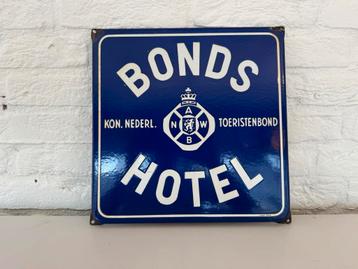 BONDS
KON. NEDERL. TOERISTENBOND
A
N W
B
HOTEL